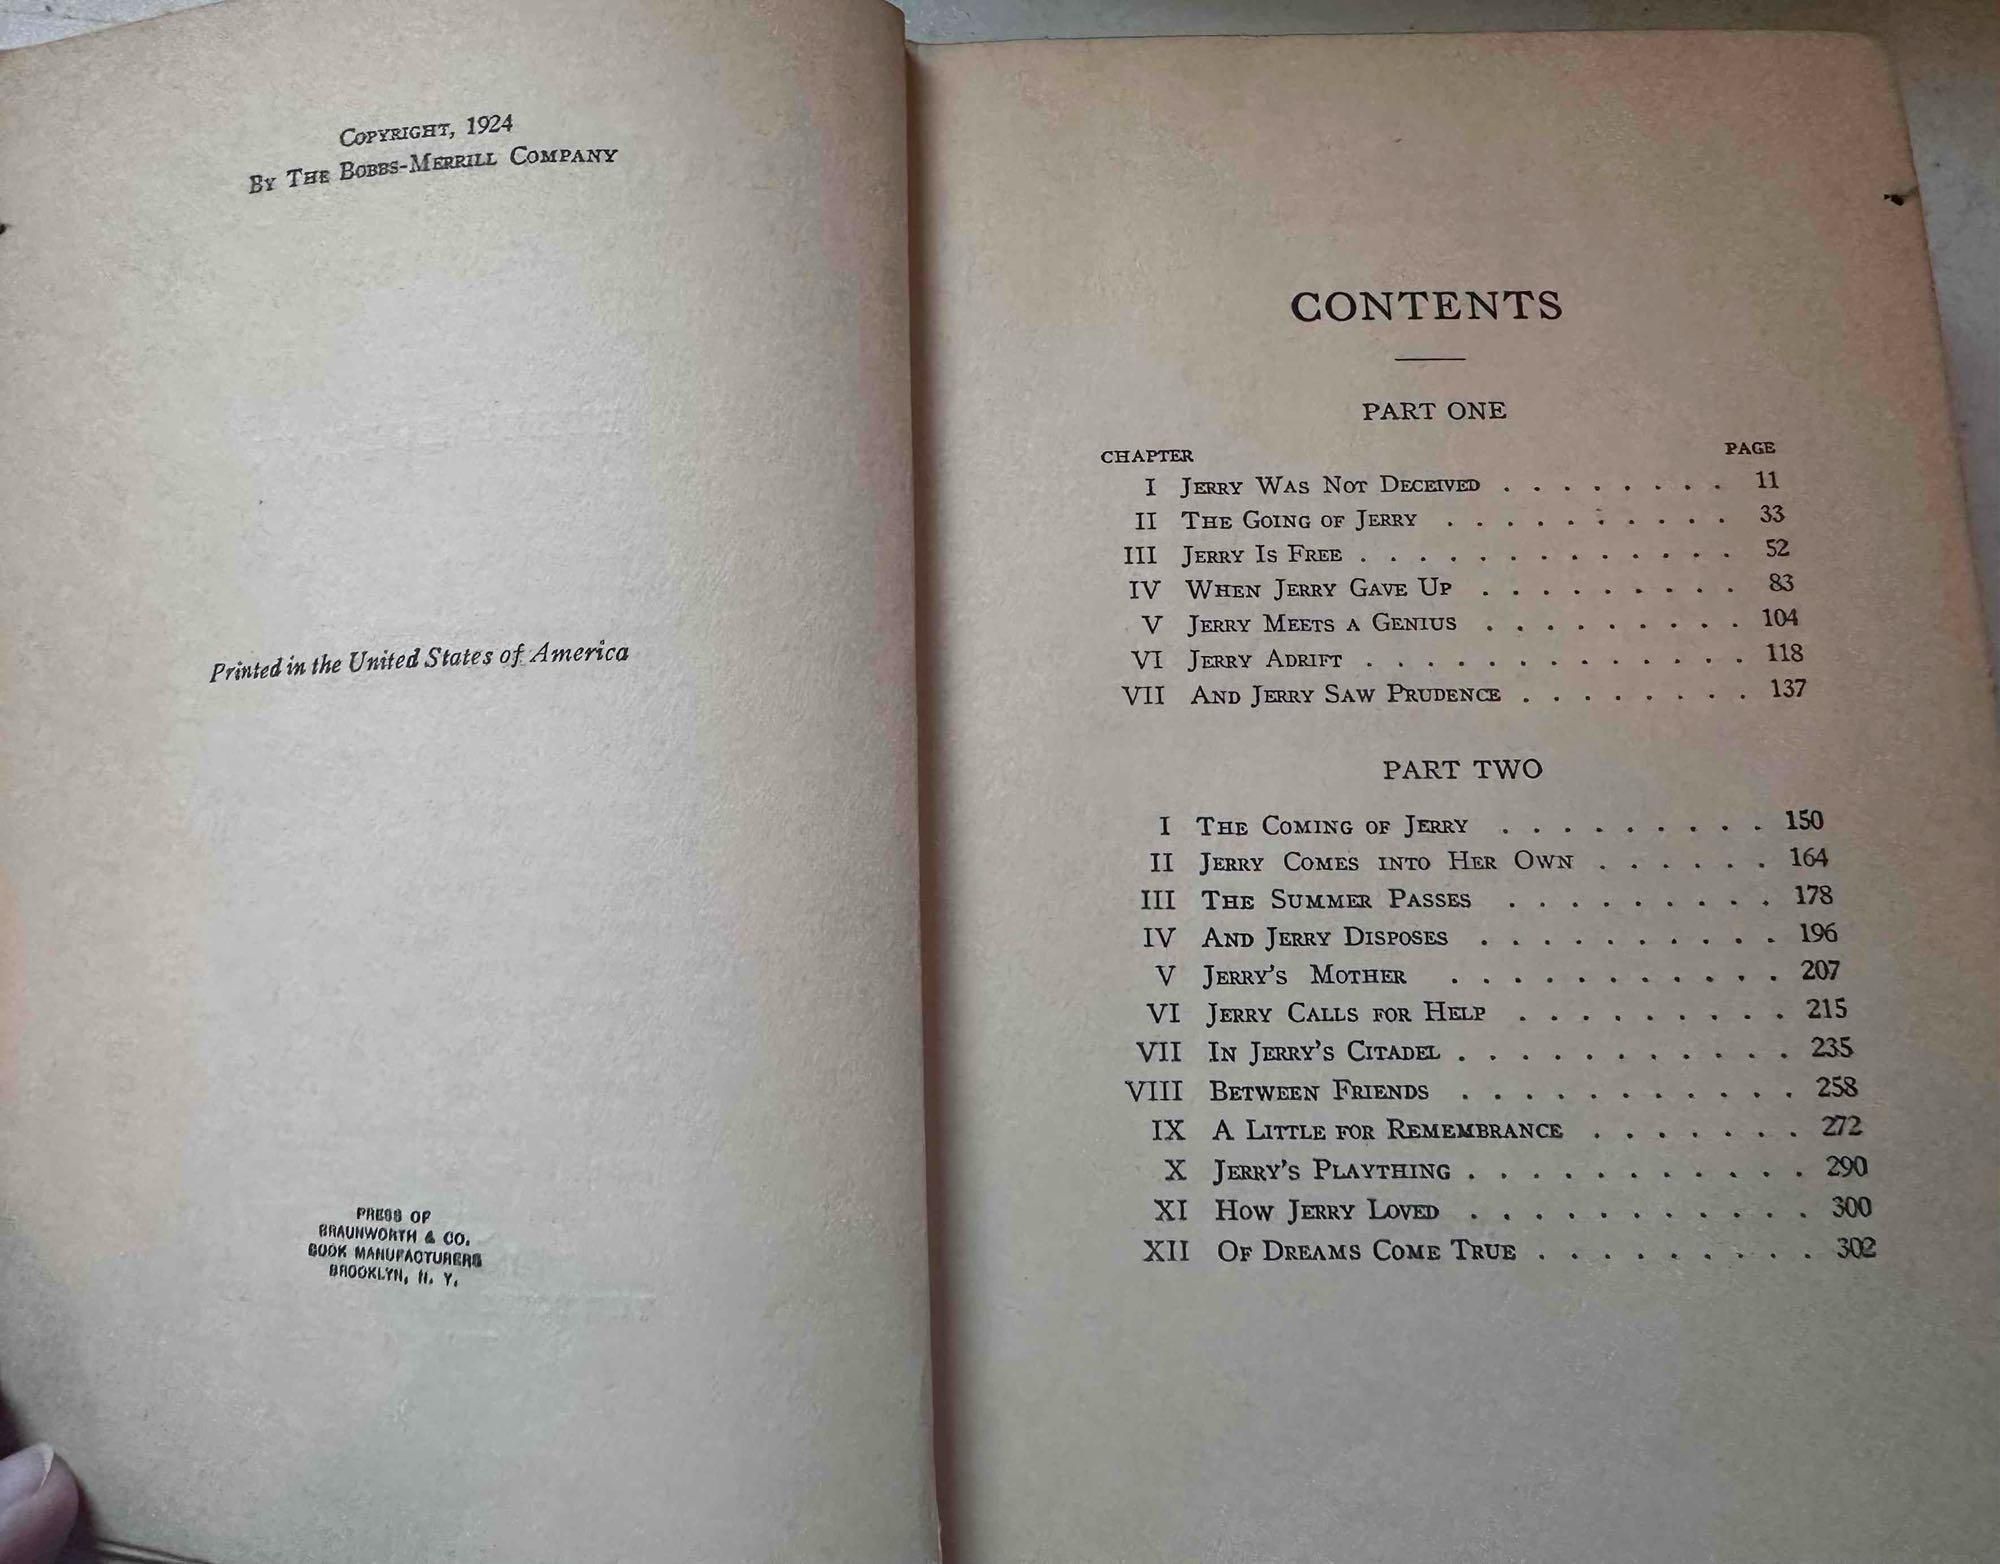 COPYRIGHT, 1924
BY THE BOBBS-MERRILL COMPANY
Printed in the United States of America
PRESS OF
BRAUNWORTH & CO.
BOOK MANUFACTURERS
BROOKLYN, N. Y.
CONTENTS
PART ONE
CHAPTER PAGE
I JERRY WAS NOT DECEIVED . . . . . . . . 11
II THE GOING OF JERRY . . . . . . . . . . 33
III JERRY IS FREE . . . . . . . . . . . . . 52
IV WHEN JERRY GAVE UP . . . . . . . . . 83
V JERRY MEETS A GENIUS . . . . . . . . . 104
VI JERRY ADRIFT . . . . . . . . . . . . . 118
VII AND JERRY SAW PRUDENCE . . . . . . . . 137
PART TWO
I THE COMING OF JERRY . . . . . . . . . . 150
II JERRY COMES INTO HER OWN . . . . . . 164
III THE SUMMER PASSES . . . . . . . . . 178
IV AND JERRY DISPOSES . . . . . . . . . . 196
V JERRY'S MOTHER . . . . . . . . . . . 207
VI JERRY CALLS FOR HELP . . . . . . . . . 215
VII IN JERRY'S CITADEL . . . . . . . . . . . 235
VIII BETWEEN FRIENDS . . . . . . . . . . . 258
IX A LITTLE FOR REMEMBRANCE . . . . . . . 272
X JERRY'S PLAYTHING . . . . . . . . . . . 290
XI HOW JERRY LOVED . . . . . . . . . . . 300
XII OF DREAMS COME TRUE . . . . . . . . . 302